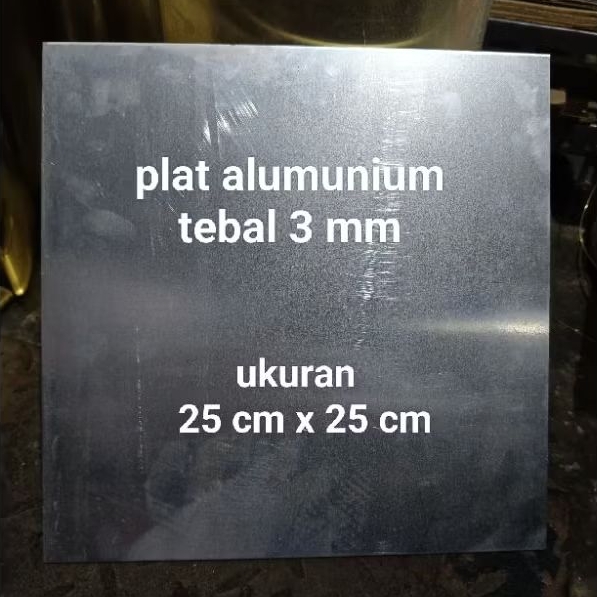 plat alumunium
tebal 3 mm
ukuran
25 cm x 25 cm